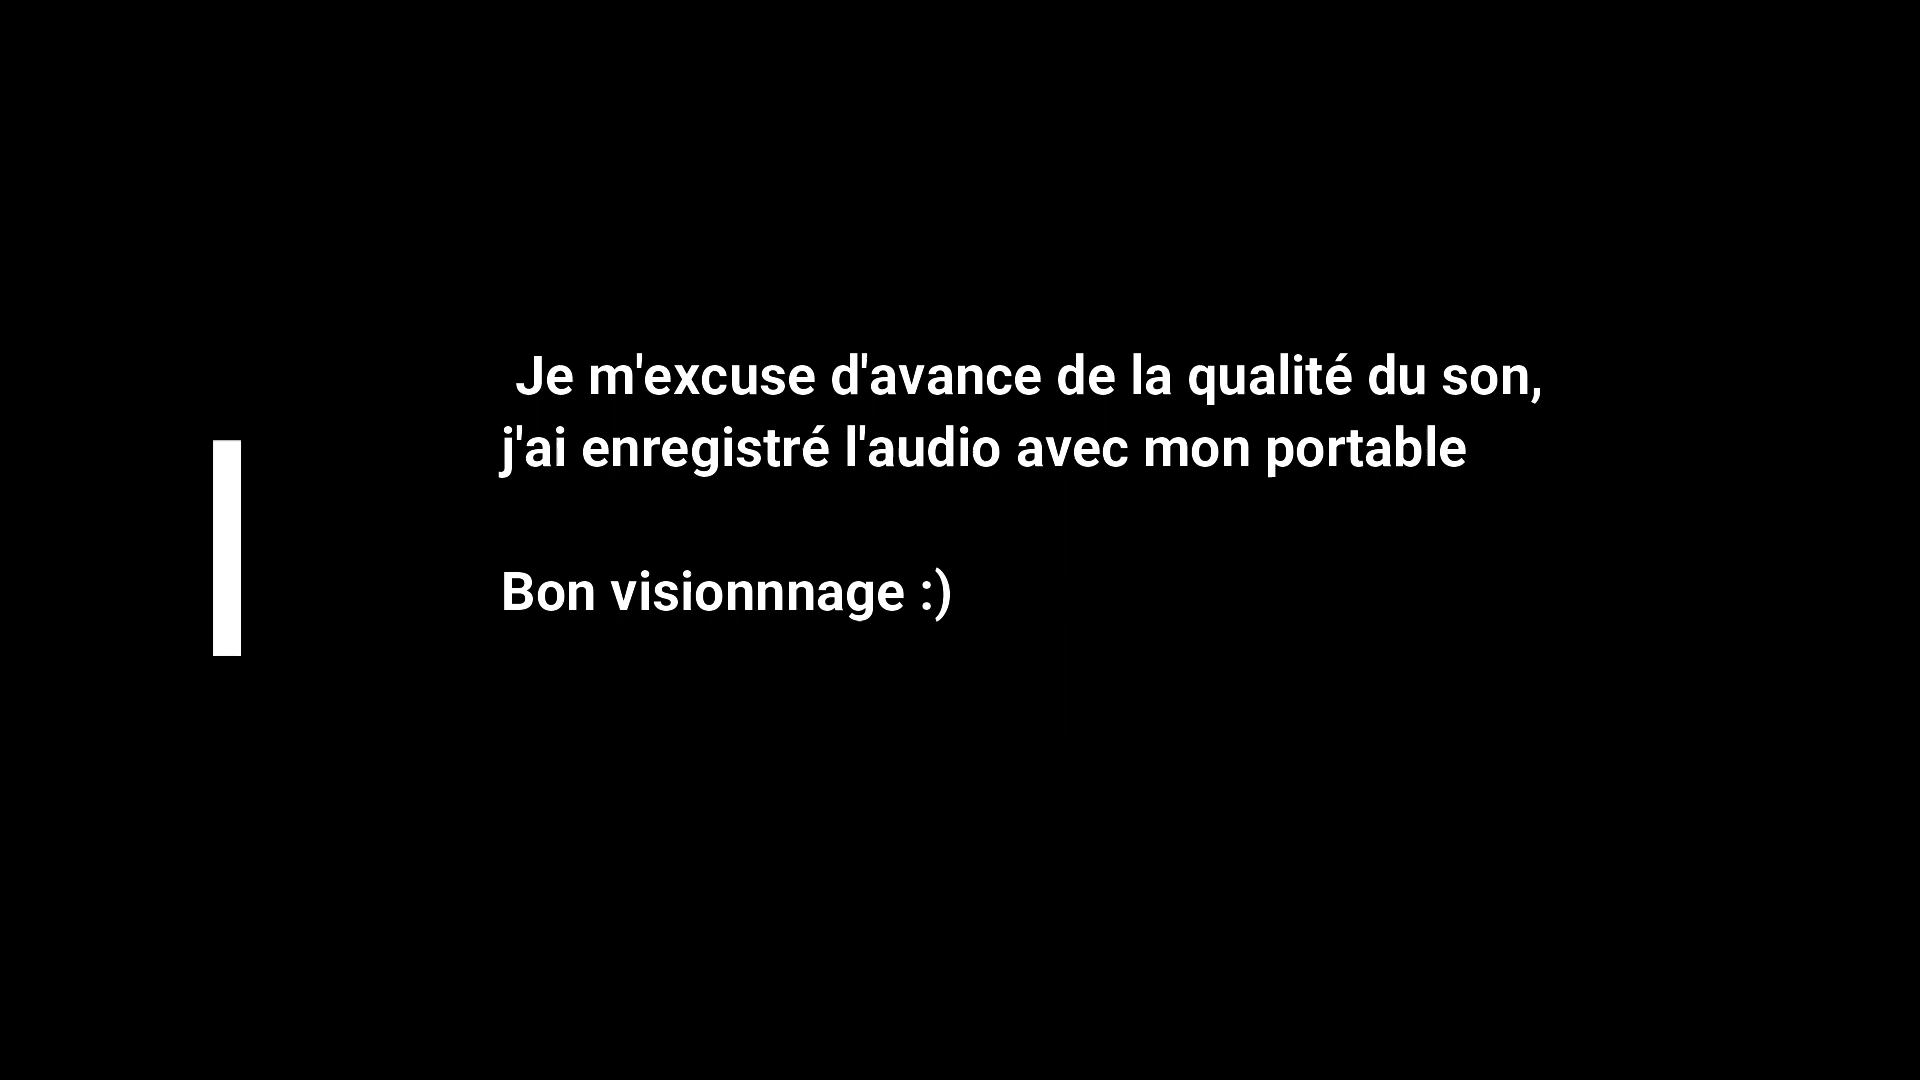 Je m'excuse d'avance de la qualité du son,
j'ai enregistré l'audio avec mon portable
Bon visionnnage :)